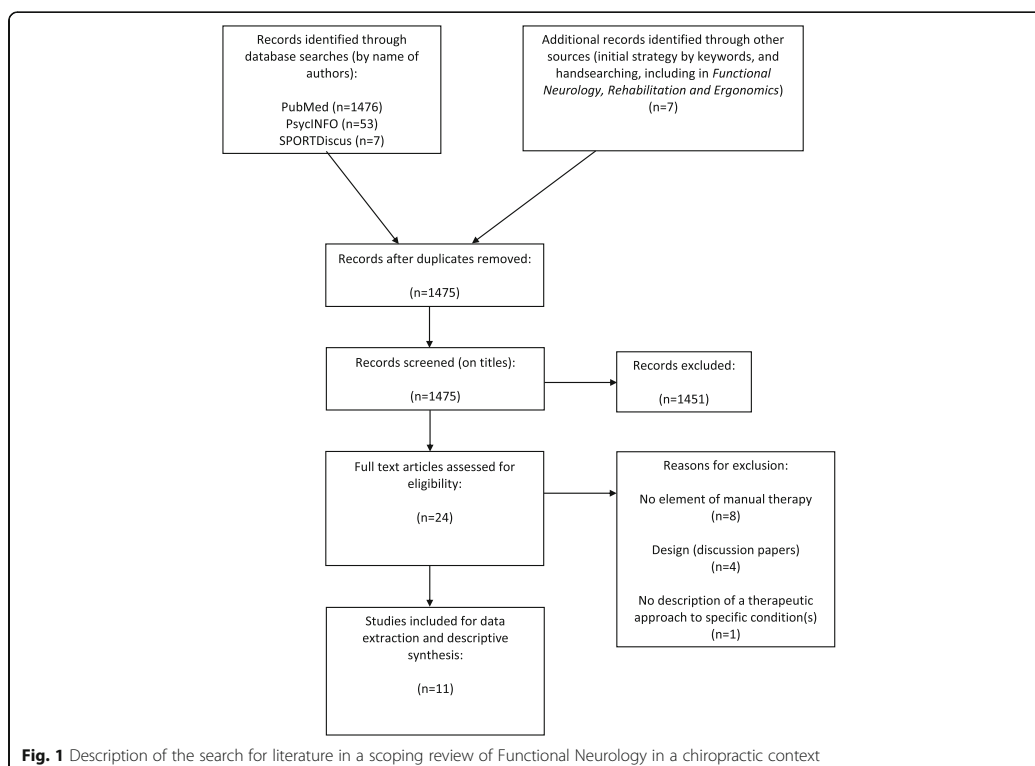 Records identified through
database searches (by name of
authors):
PubMed (n=1476)
PsycINFO (n=53)
SPORTDiscus (n=7)
Additional records identified through other
sources (initial strategy by keywords, and
handsearching, including in Functional
Neurology, Rehabilitation and Ergonomics)
(n=7)
Records after duplicates removed:
(n=1475)
Records screened (on titles):
(n=1475)
Records excluded:
(n=1451)
Full text articles assessed for
eligibility:
(n=24)
Reasons for exclusion:
No element of manual therapy
(n=8)
Design (discussion papers)
(n=4)
No description of a therapeutic
approach to specific condition(s)
(n=1)
Studies included for data
extraction and descriptive
synthesis:
(n=11)
Fig. 1 Description of the search for literature in a scoping review of Functional Neurology in a chiropractic context